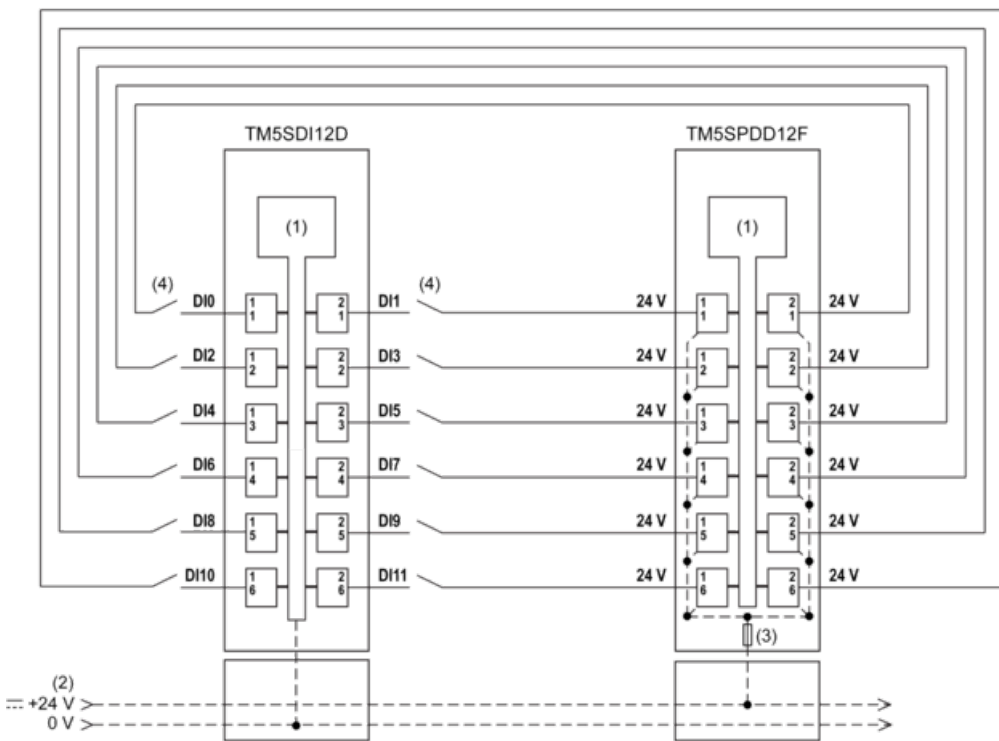 TM5SDI12D TM5SPDD12F
(1) (1)
(4) (4)
DI0 1 1 2 1 DI1 24 V 1 1 2 1 24 V
DI2 1 2 2 2 DI3 24 V 1 2 2 2 24 V
DI4 1 3 2 3 DI5 24 V 1 3 2 3 24 V
DI6 1 4 2 4 DI7 24 V 1 4 2 4 24 V
DI8 1 5 2 5 DI9 24 V 1 5 2 5 24 V
DI10 1 6 2 6 DI11 24 V 1 6 2 6 24 V
(3)
(2)
+24 V
0 V